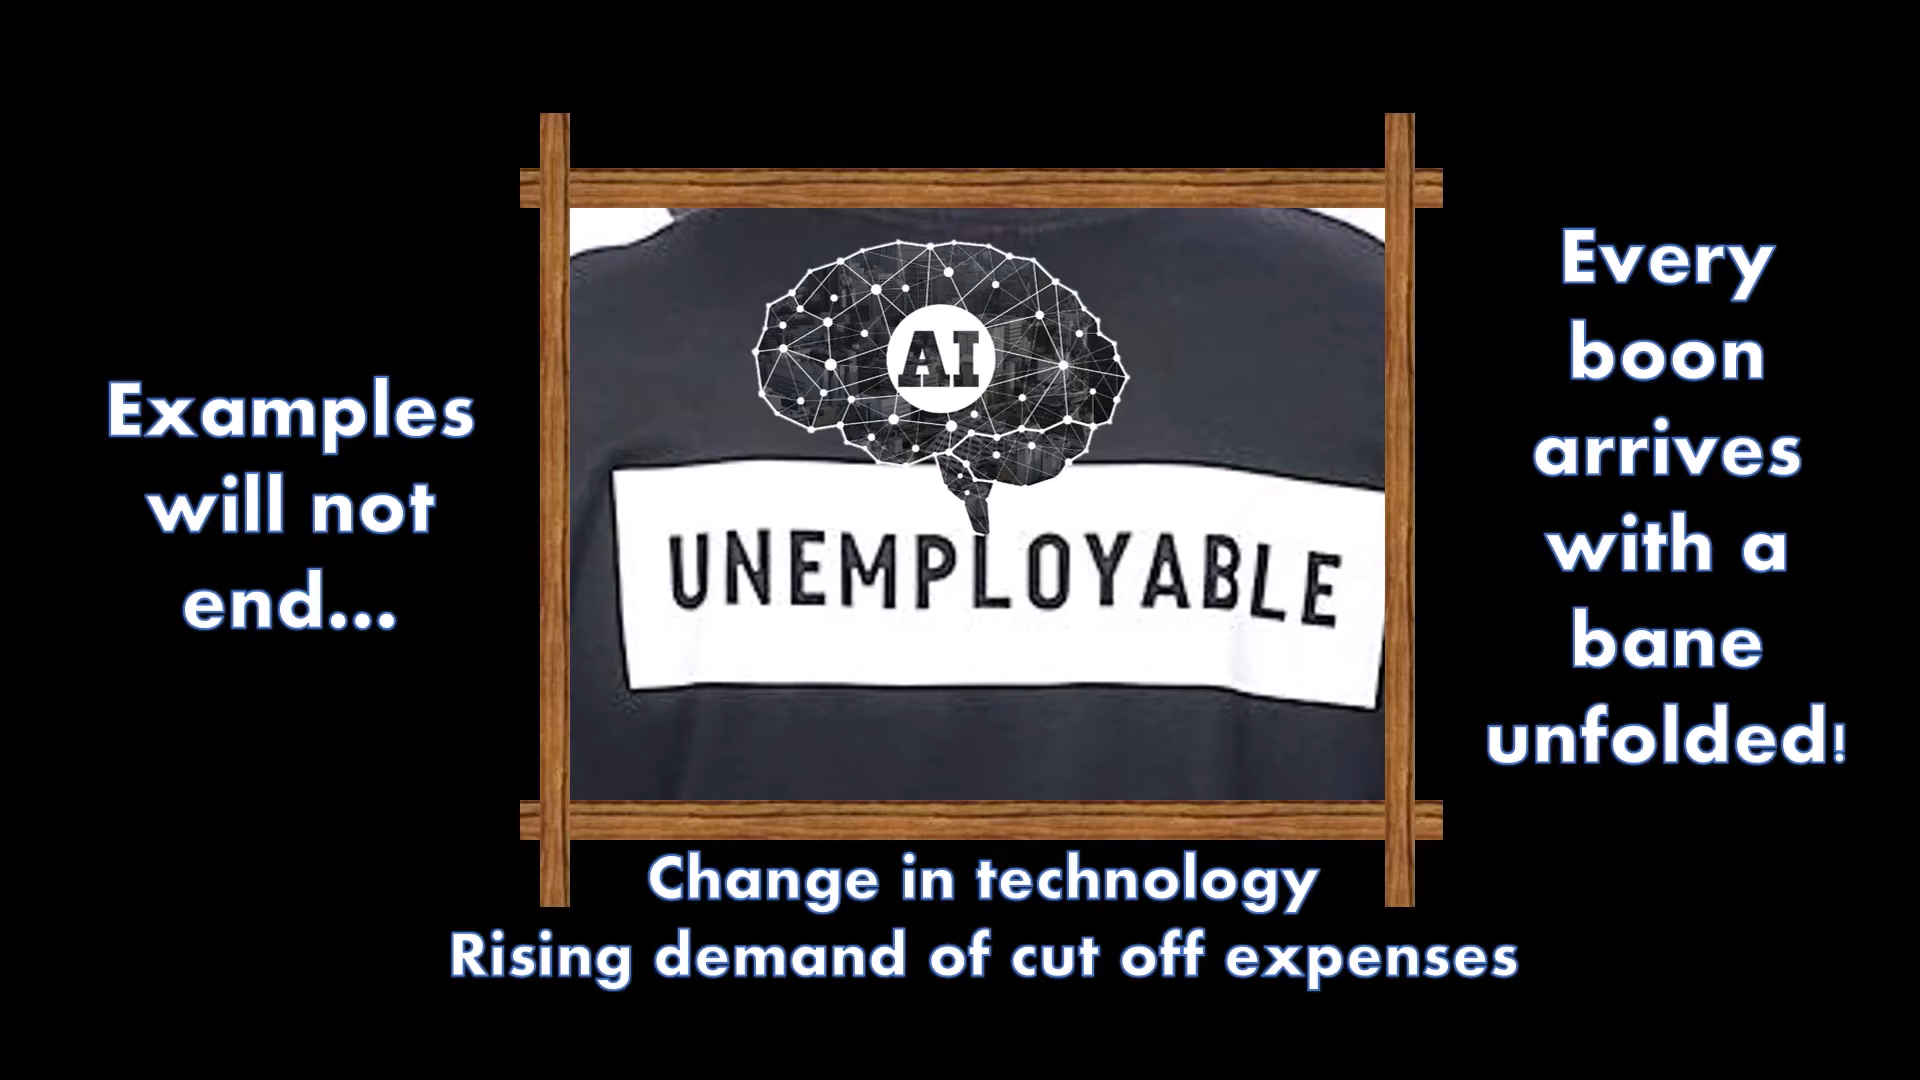 Examples
will not
end...
AI
UNEMPLOYABLE
Every
boon
arrives
with a
bane
unfolded!
Change in technology
Rising demand of cut off expenses